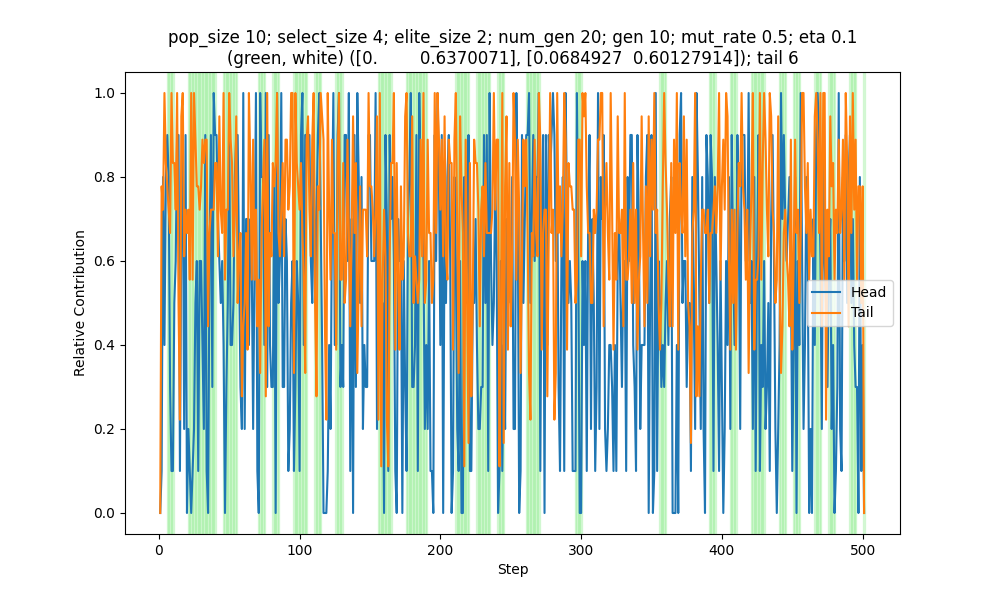 pop_size 10; select_size 4; elite_size 2; num_gen 20; gen 10; mut_rate 0.5; eta 0.1
(green, white) ([0. 0.6370071], [0.0684927 0.60127914]); tail 6
1.0
0.8
0.6
0.4
0.2
0.0
Relative Contribution
Head
Tail
0 100 200 300 400 500
Step